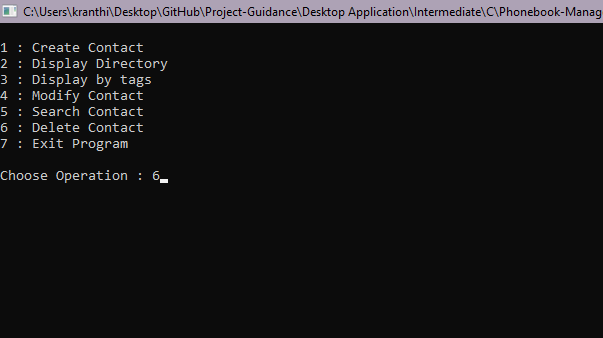 C:\Users\kranthi\Desktop\GitHub\Project-Guidance\Desktop Application\Intermediate\C\Phonebook-Manag
1 : Create Contact
2 : Display Directory
3 : Display by tags
4 : Modify Contact
5 : Search Contact
6 : Delete Contact
7 : Exit Program
Choose Operation : 6